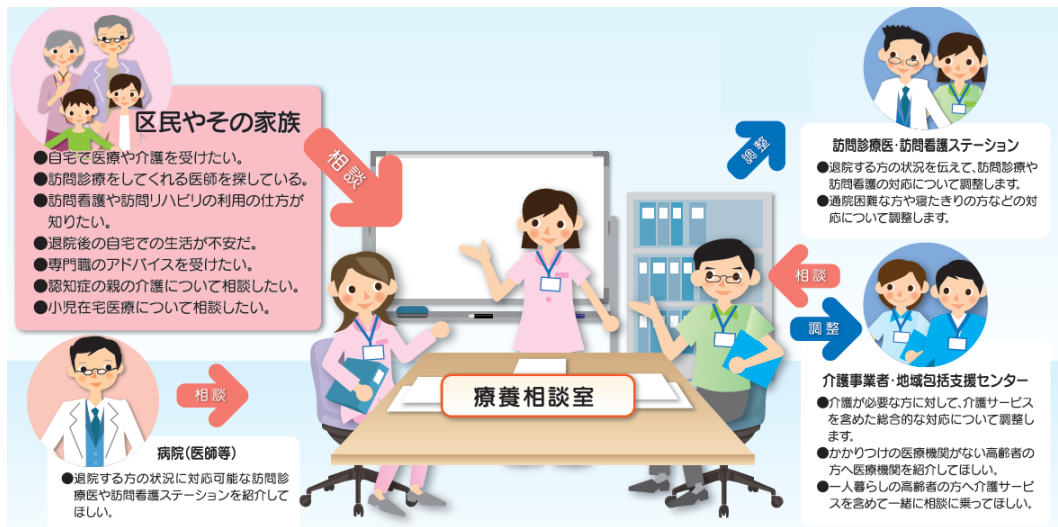 区民やその家族
●自宅で医療や介護を受けたい。
●訪問診療をしてくれる医師を探している。
●訪問看護や訪問リハビリの利用の仕方が
知りたい。
●退院後の自宅での生活が不安だ。
●専門職のアドバイスを受けたい。
●認知症の親の介護について相談したい。
●小児在宅医療について相談したい。
相談
病院（医師等）
●退院する方の状況に対応可能な訪問診
療医や訪問看護ステーションを紹介して
ほしい。
相談
療養相談室
調整
訪問診療医・訪問看護ステーション
●退院する方の状況を伝えて、訪問診療や
訪問看護の対応について調整します。
●通院困難な方や寝たきりの方などの対
応について調整します。
相談
調整
介護事業者・地域包括支援センター
●介護が必要な方に対して、介護サービス
を含めた総合的な対応について調整し
ます。
●かかりつけの医療機関がない高齢者の
方へ医療機関を紹介してほしい。
●一人暮らしの高齢者の方へ介護サービ
スを含めて一緒に相談に乗ってほしい。